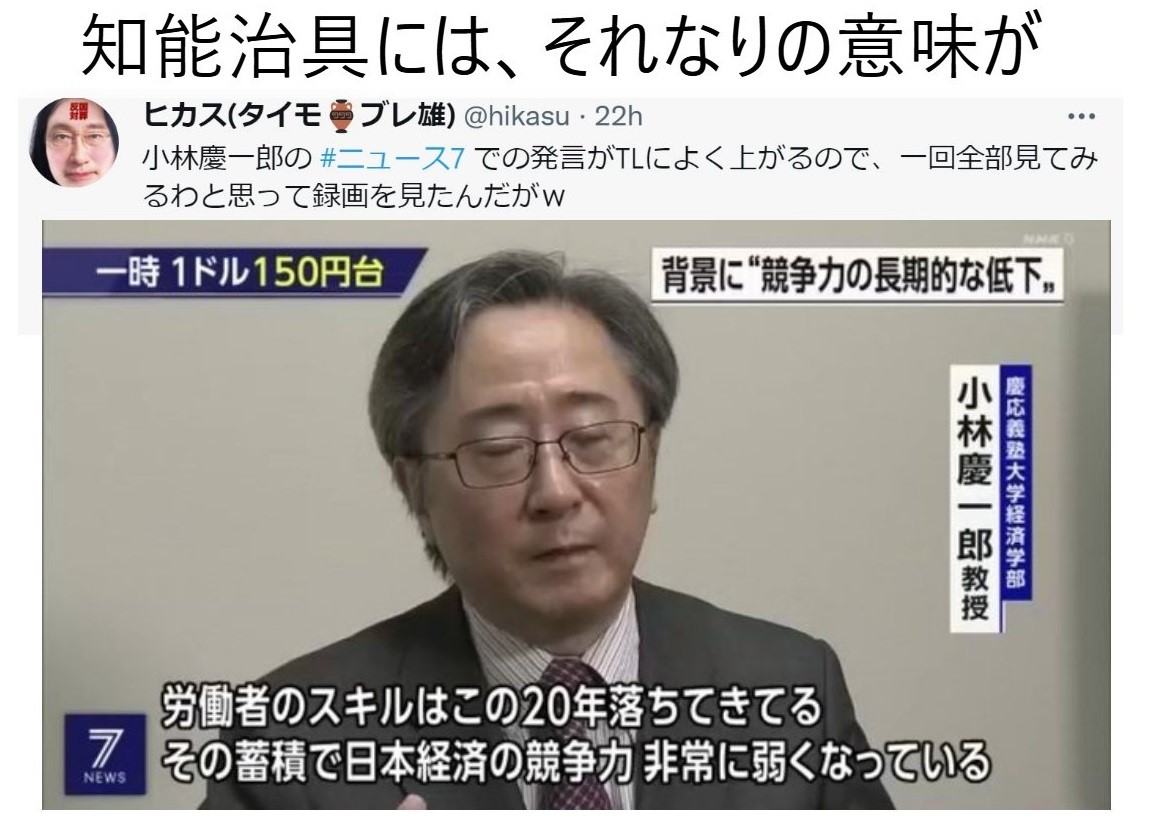 知能治具には、それなりの意味が
ヒカス(タイモ🏺ブレ雄) @hikasu · 22h
小林慶一郎の #ニュース7 での発言がTLによく上がるので、一回全部見てみ
るわと思って録画を見たんだがｗ
一時 1ドル150円台
背景に“競争力の長期的な低下„
慶応義塾大学経済学部
小林慶一郎教授
労働者のスキルはこの20年落ちてきてる
その蓄積で日本経済の競争力 非常に弱くなっている
7
NEWS